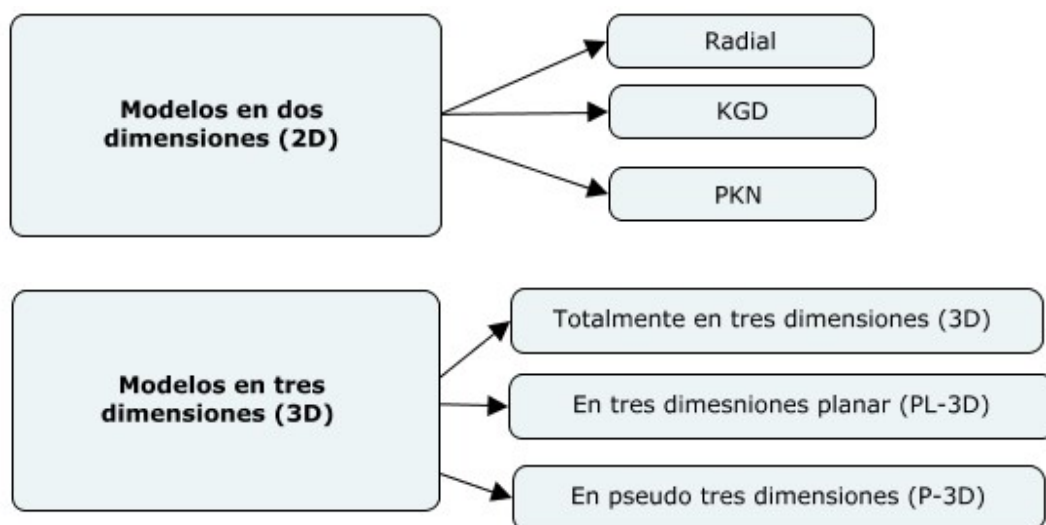 Modelos en dos
dimensiones (2D)
Radial
KGD
PKN
Modelos en tres
dimensiones (3D)
Totalmente en tres dimensiones (3D)
En tres dimesniones planar (PL-3D)
En pseudo tres dimensiones (P-3D)